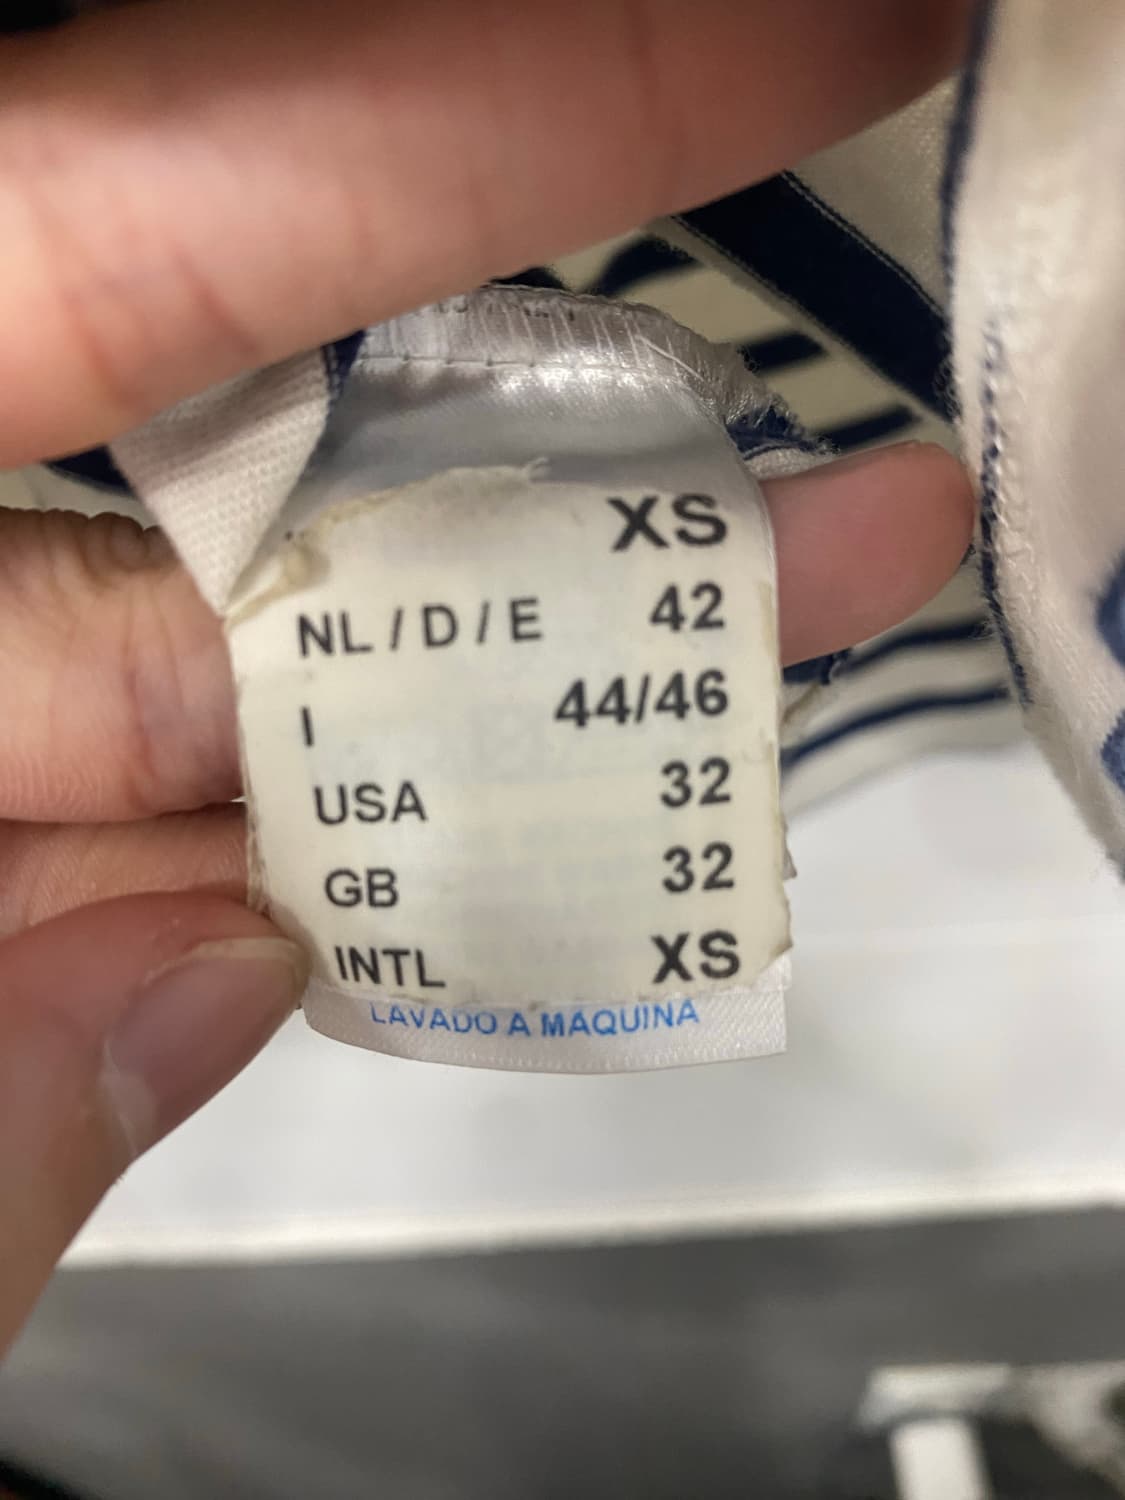 XS
NL / D / E 42
I 44/46
USA 32
GB 32
INTL XS
LAVADO A MAQUINA